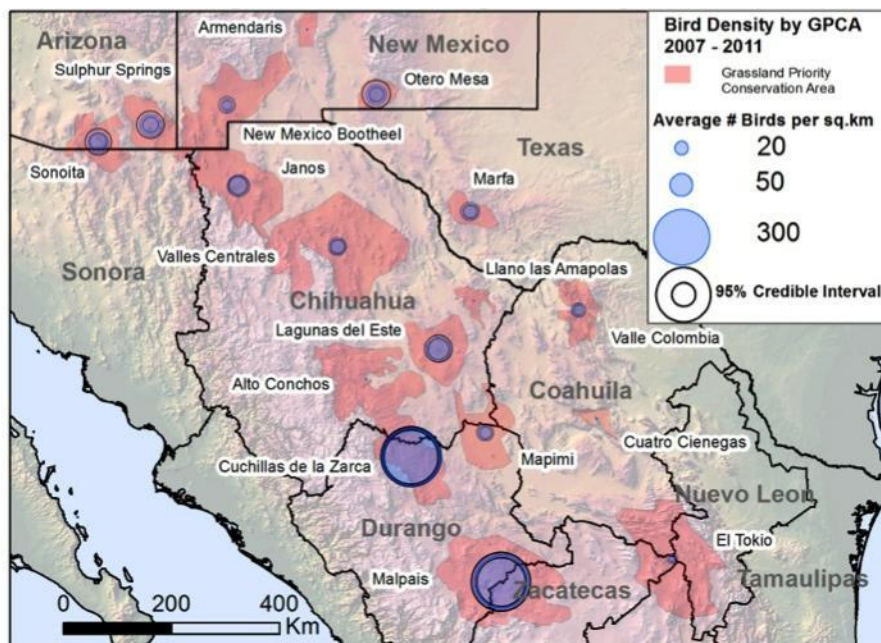 Arizona
Armendaris
New Mexico
Sulphur Springs
Otero Mesa
New Mexico Bootheel
Texas
Sonoita
Janos
Marfa
Valles Centrales
Sonora
Llano las Amapolas
Chihuahua
Lagunas del Este
Valle Colombia
Alto Conchos
Coahuila
Cuchillas de la Zarca
Mapimi
Cuatro Cienegas
Nuevo Leon
Durango
El Tokio
Malpais
Zacatecas
Tamaulipas
0 200 400
Km
Bird Density by GPCA
2007 - 2011
Grassland Priority
Conservation Area
Average # Birds per sq.km
20
50
300
95% Credible Interval